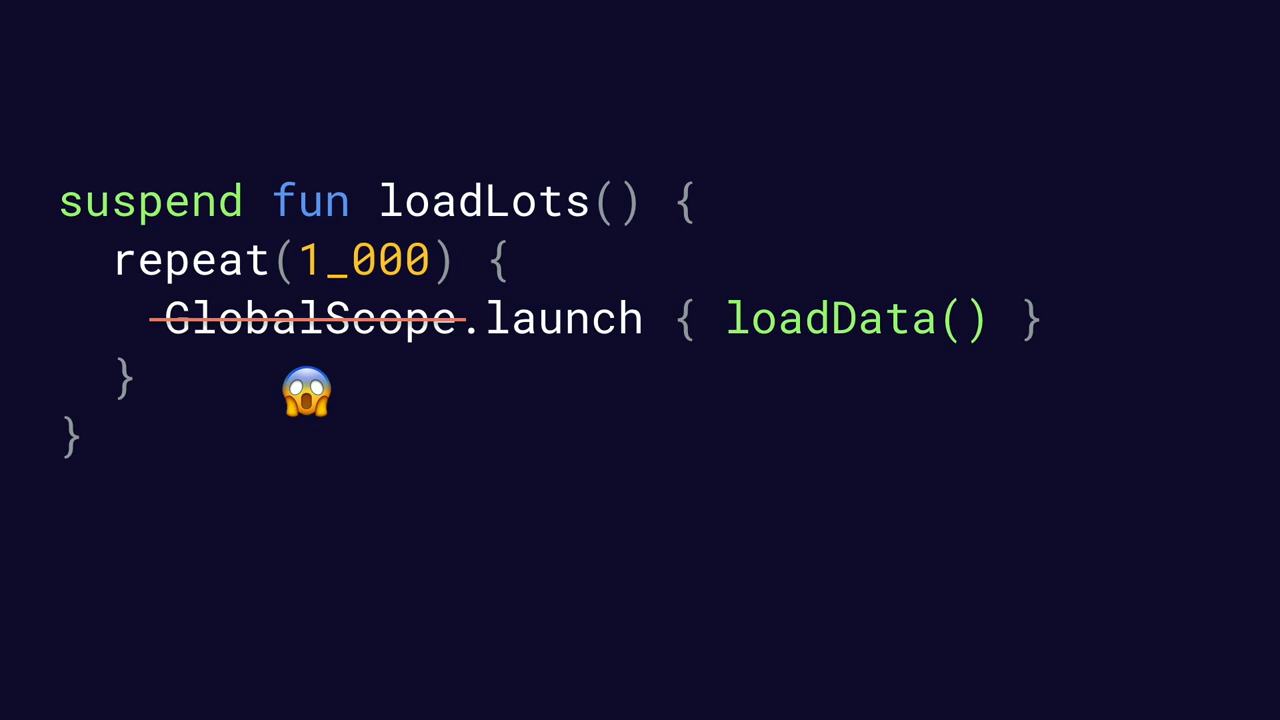 suspend fun loadLots() {
  repeat(1_000) {
    GlobalScope.launch { loadData() }
  }
}